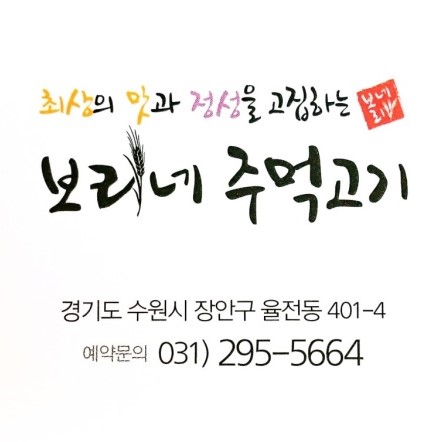 최상의 맛과 정성을 고집하는
보리네 주먹고기
경기도 수원시 장안구 율전동 401-4
예약문의 031) 295-5664